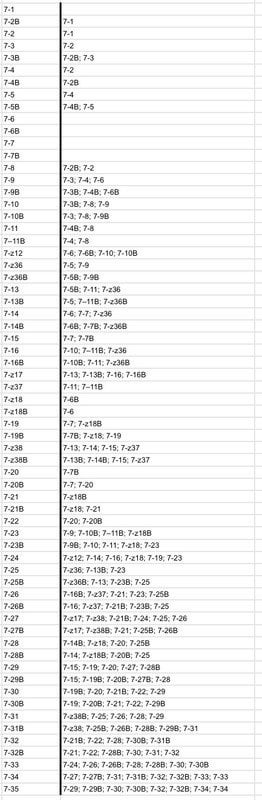 7-1
7-2B 7-1
7-2 7-1
7-3 7-2
7-3B 7-2B; 7-3
7-4 7-2
7-4B 7-2B
7-5 7-4
7-5B 7-4B; 7-5
7-6
7-6B
7-7
7-7B
7-8 7-2B; 7-2
7-9 7-3; 7-4; 7-6
7-9B 7-3B; 7-4B; 7-6B
7-10 7-3B; 7-8; 7-9
7-10B 7-3; 7-8; 7-9B
7-11 7-4B; 7-8
7–11B 7-4; 7-8
7-z12 7-6; 7-6B; 7-10; 7-10B
7-z36 7-5; 7-9
7-z36B 7-5B; 7-9B
7-13 7-5B; 7-11; 7-z36
7-13B 7-5; 7–11B; 7-z36B
7-14 7-6; 7-7; 7-z36
7-14B 7-6B; 7-7B; 7-z36B
7-15 7-7; 7-7B
7-16 7-10; 7–11B; 7-z36
7-16B 7-10B; 7-11; 7-z36B
7-z17 7-13; 7-13B; 7-16; 7-16B
7-z37 7-11; 7–11B
7-z18 7-6B
7-z18B 7-6
7-19 7-7; 7-z18B
7-19B 7-7B; 7-z18; 7-19
7-z38 7-13; 7-14; 7-15; 7-z37
7-z38B 7-13B; 7-14B; 7-15; 7-z37
7-20 7-7B
7-20B 7-7; 7-20
7-21 7-z18B
7-21B 7-z18; 7-21
7-22 7-20; 7-20B
7-23 7-9; 7-10B; 7–11B; 7-z18B
7-23B 7-9B; 7-10; 7-11; 7-z18; 7-23
7-24 7-z12; 7-14; 7-16; 7-z18; 7-19; 7-23
7-25 7-z36; 7-13B; 7-23
7-25B 7-z36B; 7-13; 7-23B; 7-25
7-26 7-16B; 7-z37; 7-21; 7-23; 7-25B
7-26B 7-16; 7-z37; 7-21B; 7-23B; 7-25
7-27 7-z17; 7-z38; 7-21B; 7-24; 7-25; 7-26
7-27B 7-z17; 7-z38B; 7-21; 7-25B; 7-26B
7-28 7-14B; 7-z18; 7-20; 7-25B
7-28B 7-14; 7-z18B; 7-20B; 7-25
7-29 7-15; 7-19; 7-20; 7-27; 7-28B
7-29B 7-15; 7-19B; 7-20B; 7-27B; 7-28
7-30 7-19B; 7-20; 7-21B; 7-22; 7-29
7-30B 7-19; 7-20B; 7-21; 7-22; 7-29B
7-31 7-z38B; 7-25; 7-26; 7-28; 7-29
7-31B 7-z38; 7-25B; 7-26B; 7-28B; 7-29B; 7-31
7-32 7-21B; 7-22; 7-28; 7-30B; 7-31B
7-32B 7-21; 7-22; 7-28B; 7-30; 7-31; 7-32
7-33 7-24; 7-26; 7-26B; 7-28; 7-28B; 7-30; 7-30B
7-34 7-27; 7-27B; 7-31; 7-31B; 7-32; 7-32B; 7-33; 7-33
7-35 7-29; 7-29B; 7-30; 7-30B; 7-32; 7-32B; 7-34; 7-34